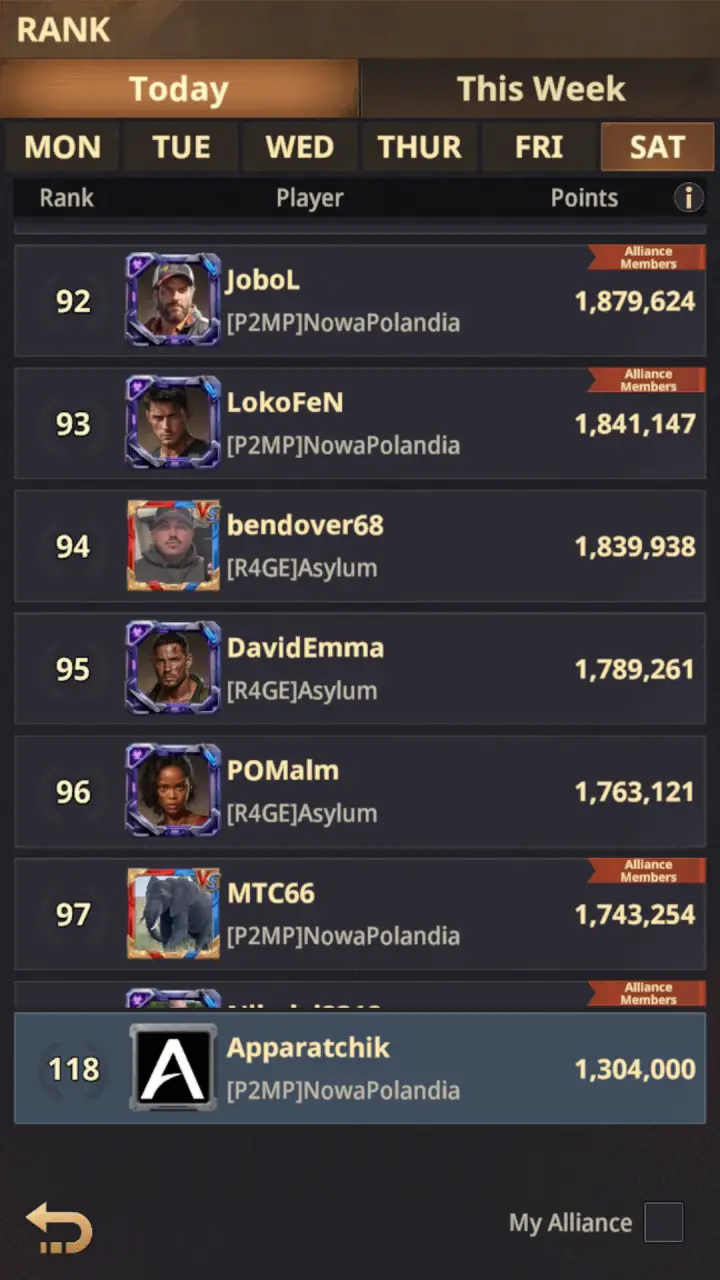 RANK
Today
This Week
MON TUE WED THUR FRI SAT
Rank Player Points
Alliance
Members
92
JoboL
[P2MP]NowaPolandia
1,879,624
Alliance
Members
93
LokoFeN
[P2MP]NowaPolandia
1,841,147
VS
94
bendover68
[R4GE]Asylum
1,839,938
95
DavidEmma
[R4GE]Asylum
1,789,261
96
POMalm
[R4GE]Asylum
1,763,121
Alliance
Members
VS
97
MTC66
[P2MP]NowaPolandia
1,743,254
Alliance
Members
118
A
Apparatchik
[P2MP]NowaPolandia
1,304,000
My Alliance